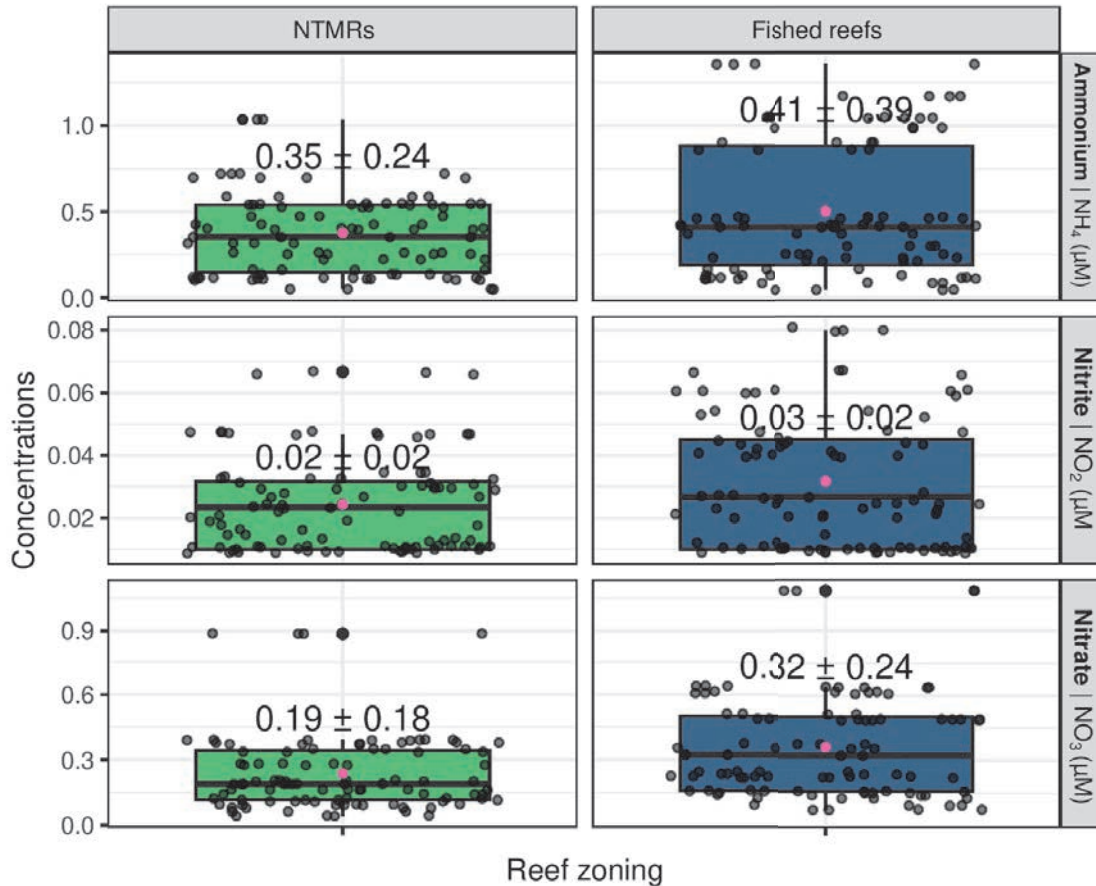 NTMRs
Fished reefs
Concentrations
1.0
0.5
0.0
0.35 ± 0.24
0.41 ± 0.39
Ammonium | NH₄ (µM)
0.08
0.06
0.04
0.02
0.02 ± 0.02
0.03 ± 0.02
Nitrite | NO₂ (µM
0.9
0.6
0.3
0.0
0.19 ± 0.18
0.32 ± 0.24
Nitrate | NO₃ (µM)
Reef zoning